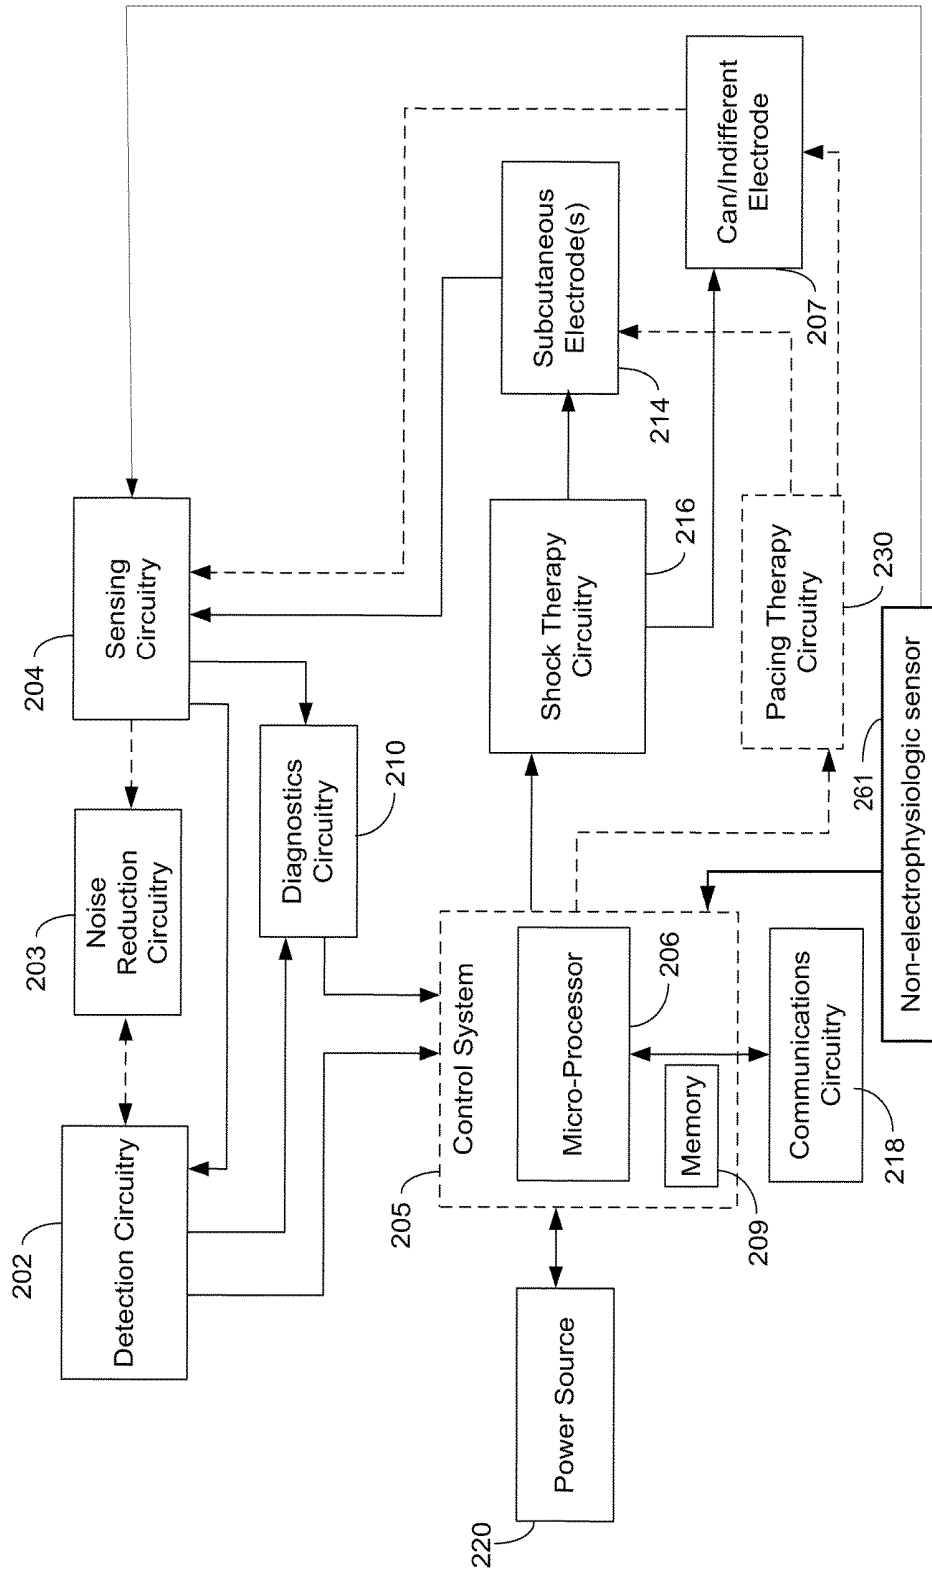 202
Detection Circuitry
203
Noise
Reduction
Circuitry
204
Sensing
Circuitry
Diagnostics
Circuitry
210
205
Control System
Micro-Processor
206
Memory
209
220
Power Source
Communications
Circuitry
218
Shock Therapy
Circuitry
216
Subcutaneous
Electrode(s)
214
Can/Indifferent
Electrode
207
Pacing Therapy
Circuitry
230
261
Non-electrophysiologic sensor